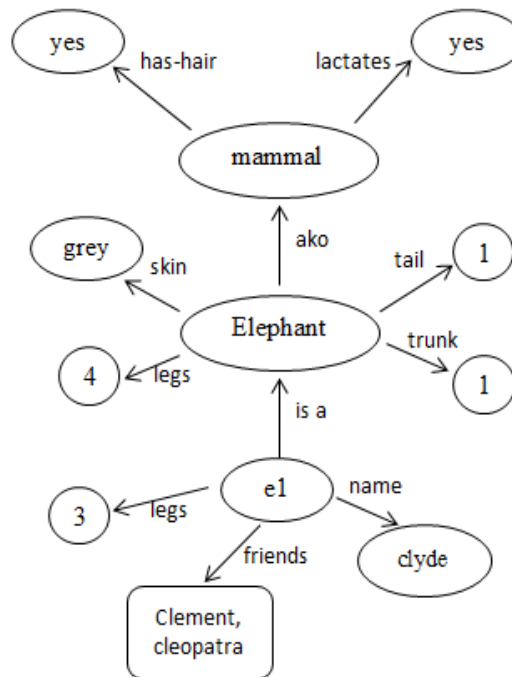 yes
yes
has-hair
lactates
mammal
ako
grey
skin
tail
1
Elephant
trunk
4
legs
1
is a
e1
name
3
legs
friends
clyde
Clement,
cleopatra